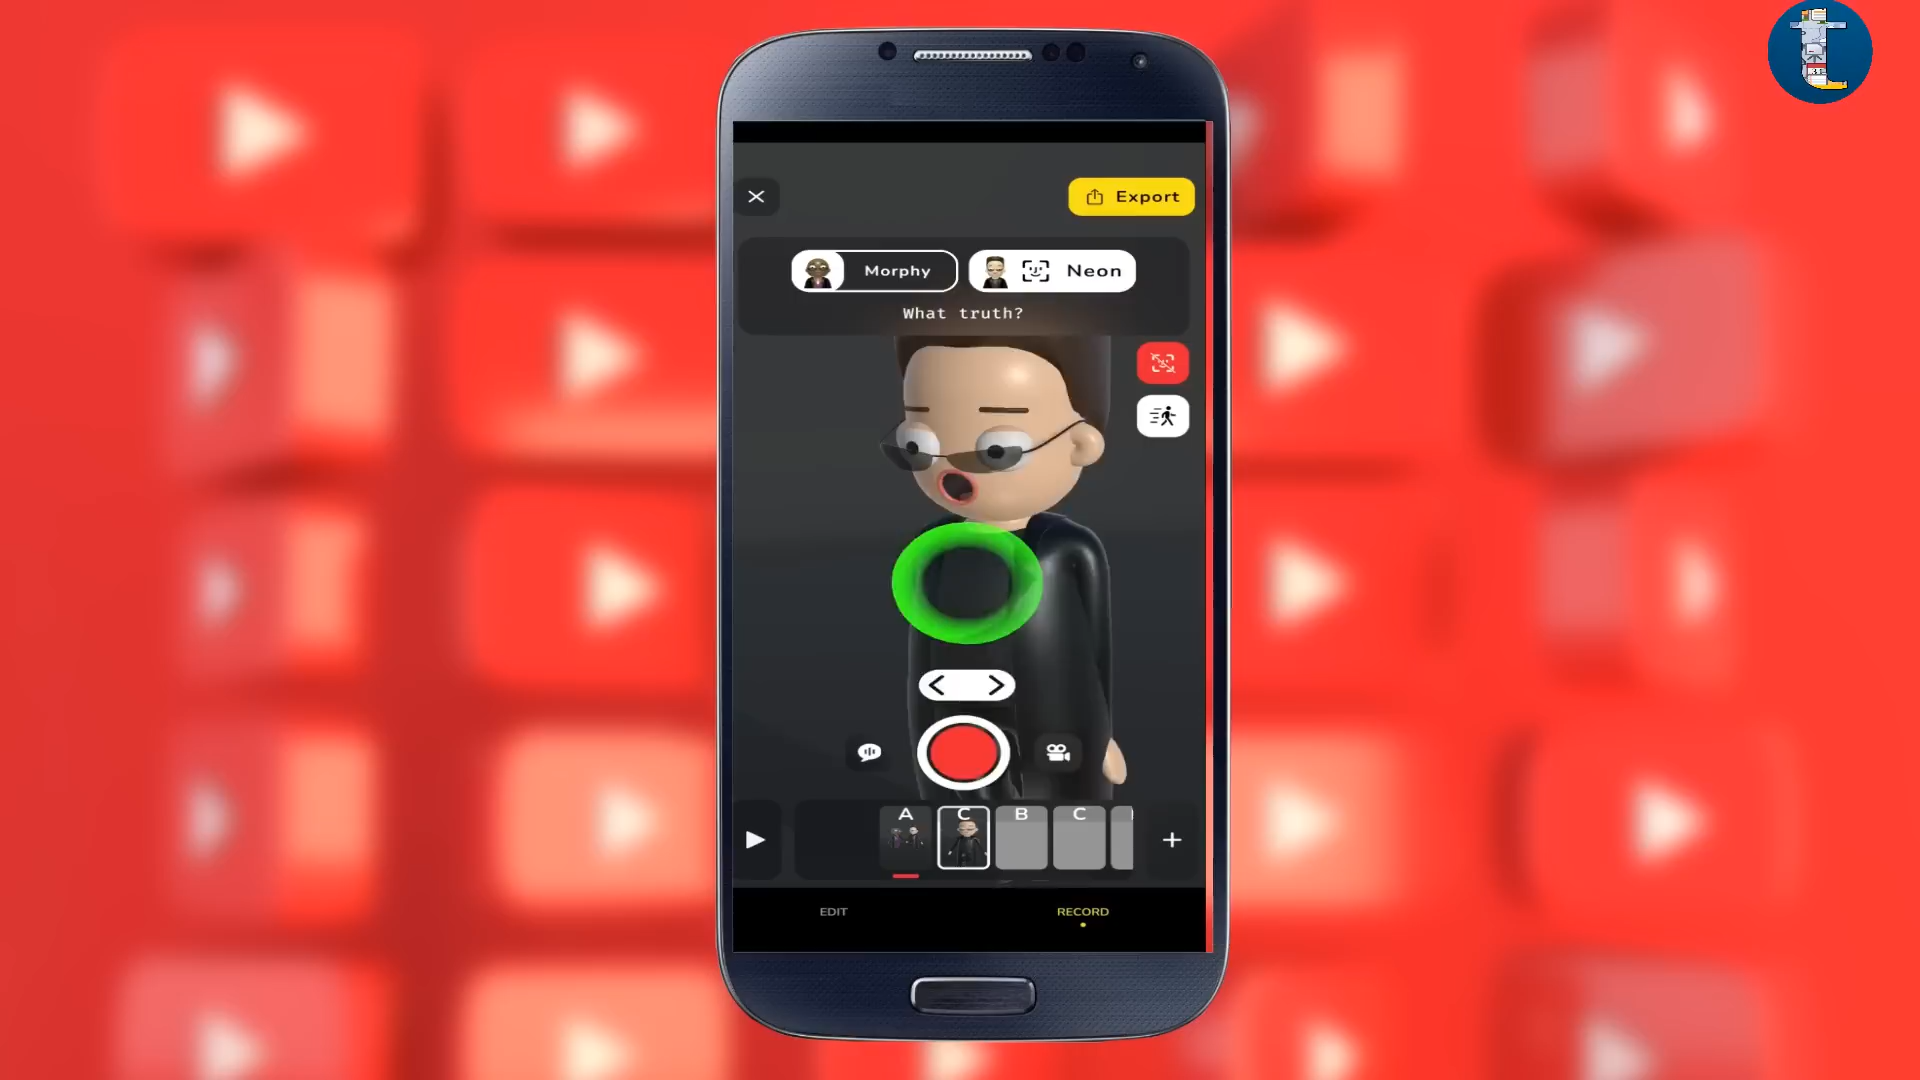 Export
Morphy
Neon
What truth?
A
C
B
C
EDIT
RECORD